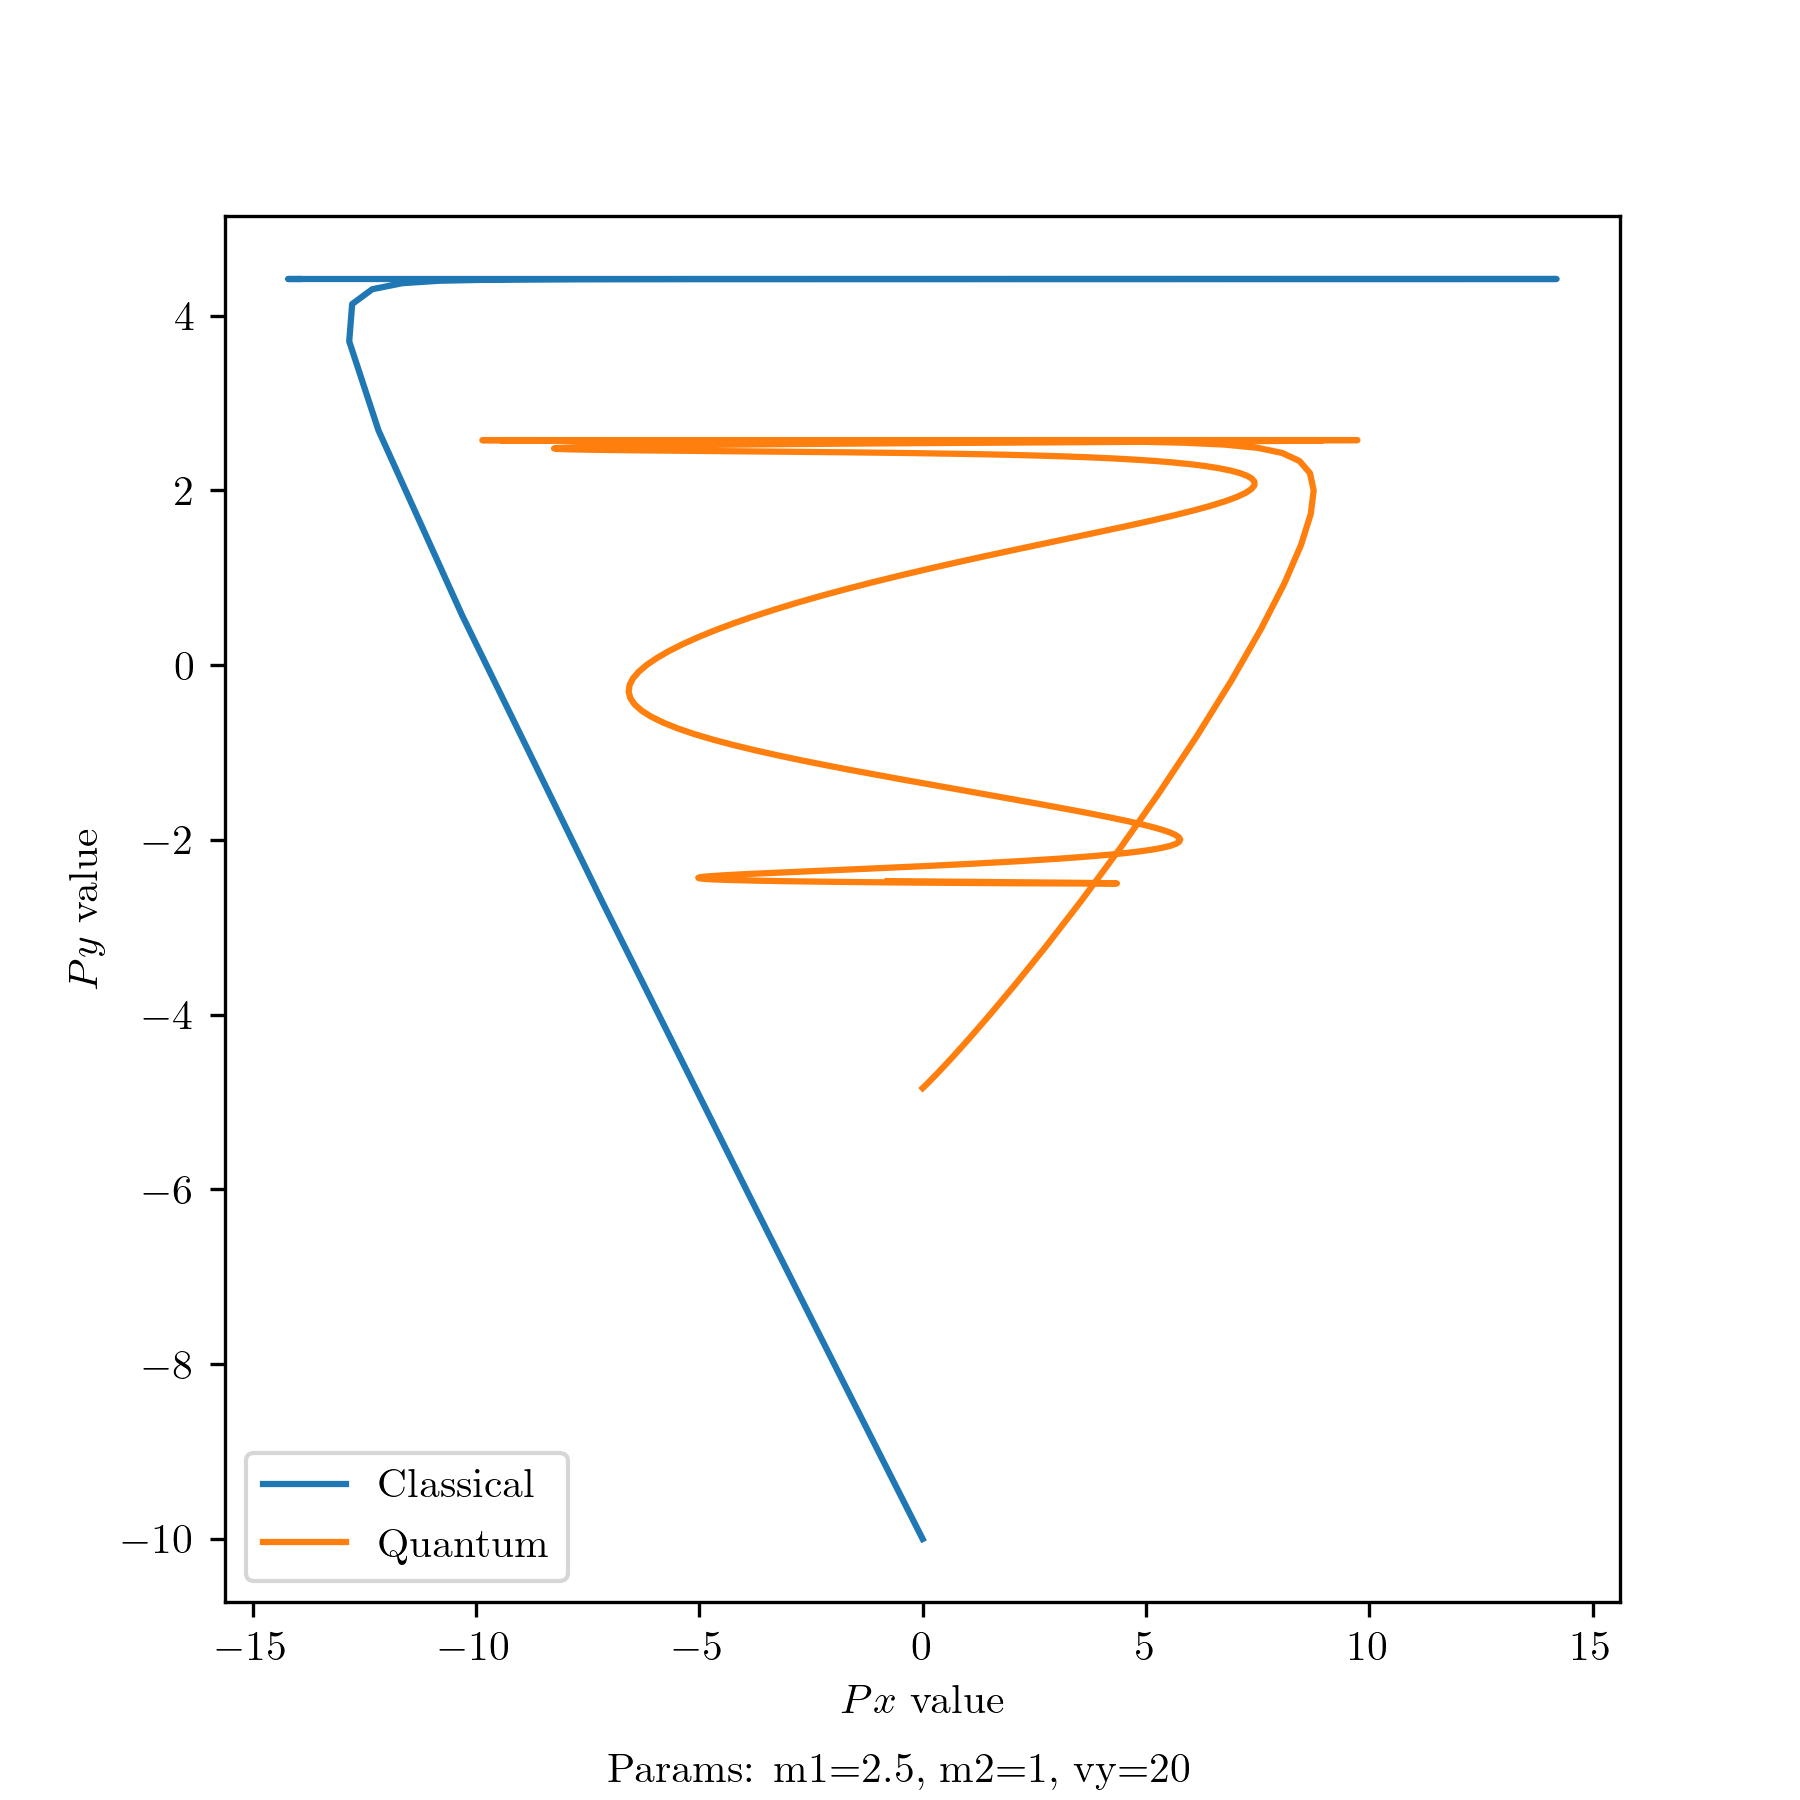 4
2
0
−2
−4
−6
−8
−10
Py value
Classical
Quantum
−15 −10 −5 0 5 10 15
Px value
Params: m1=2.5, m2=1, vy=20